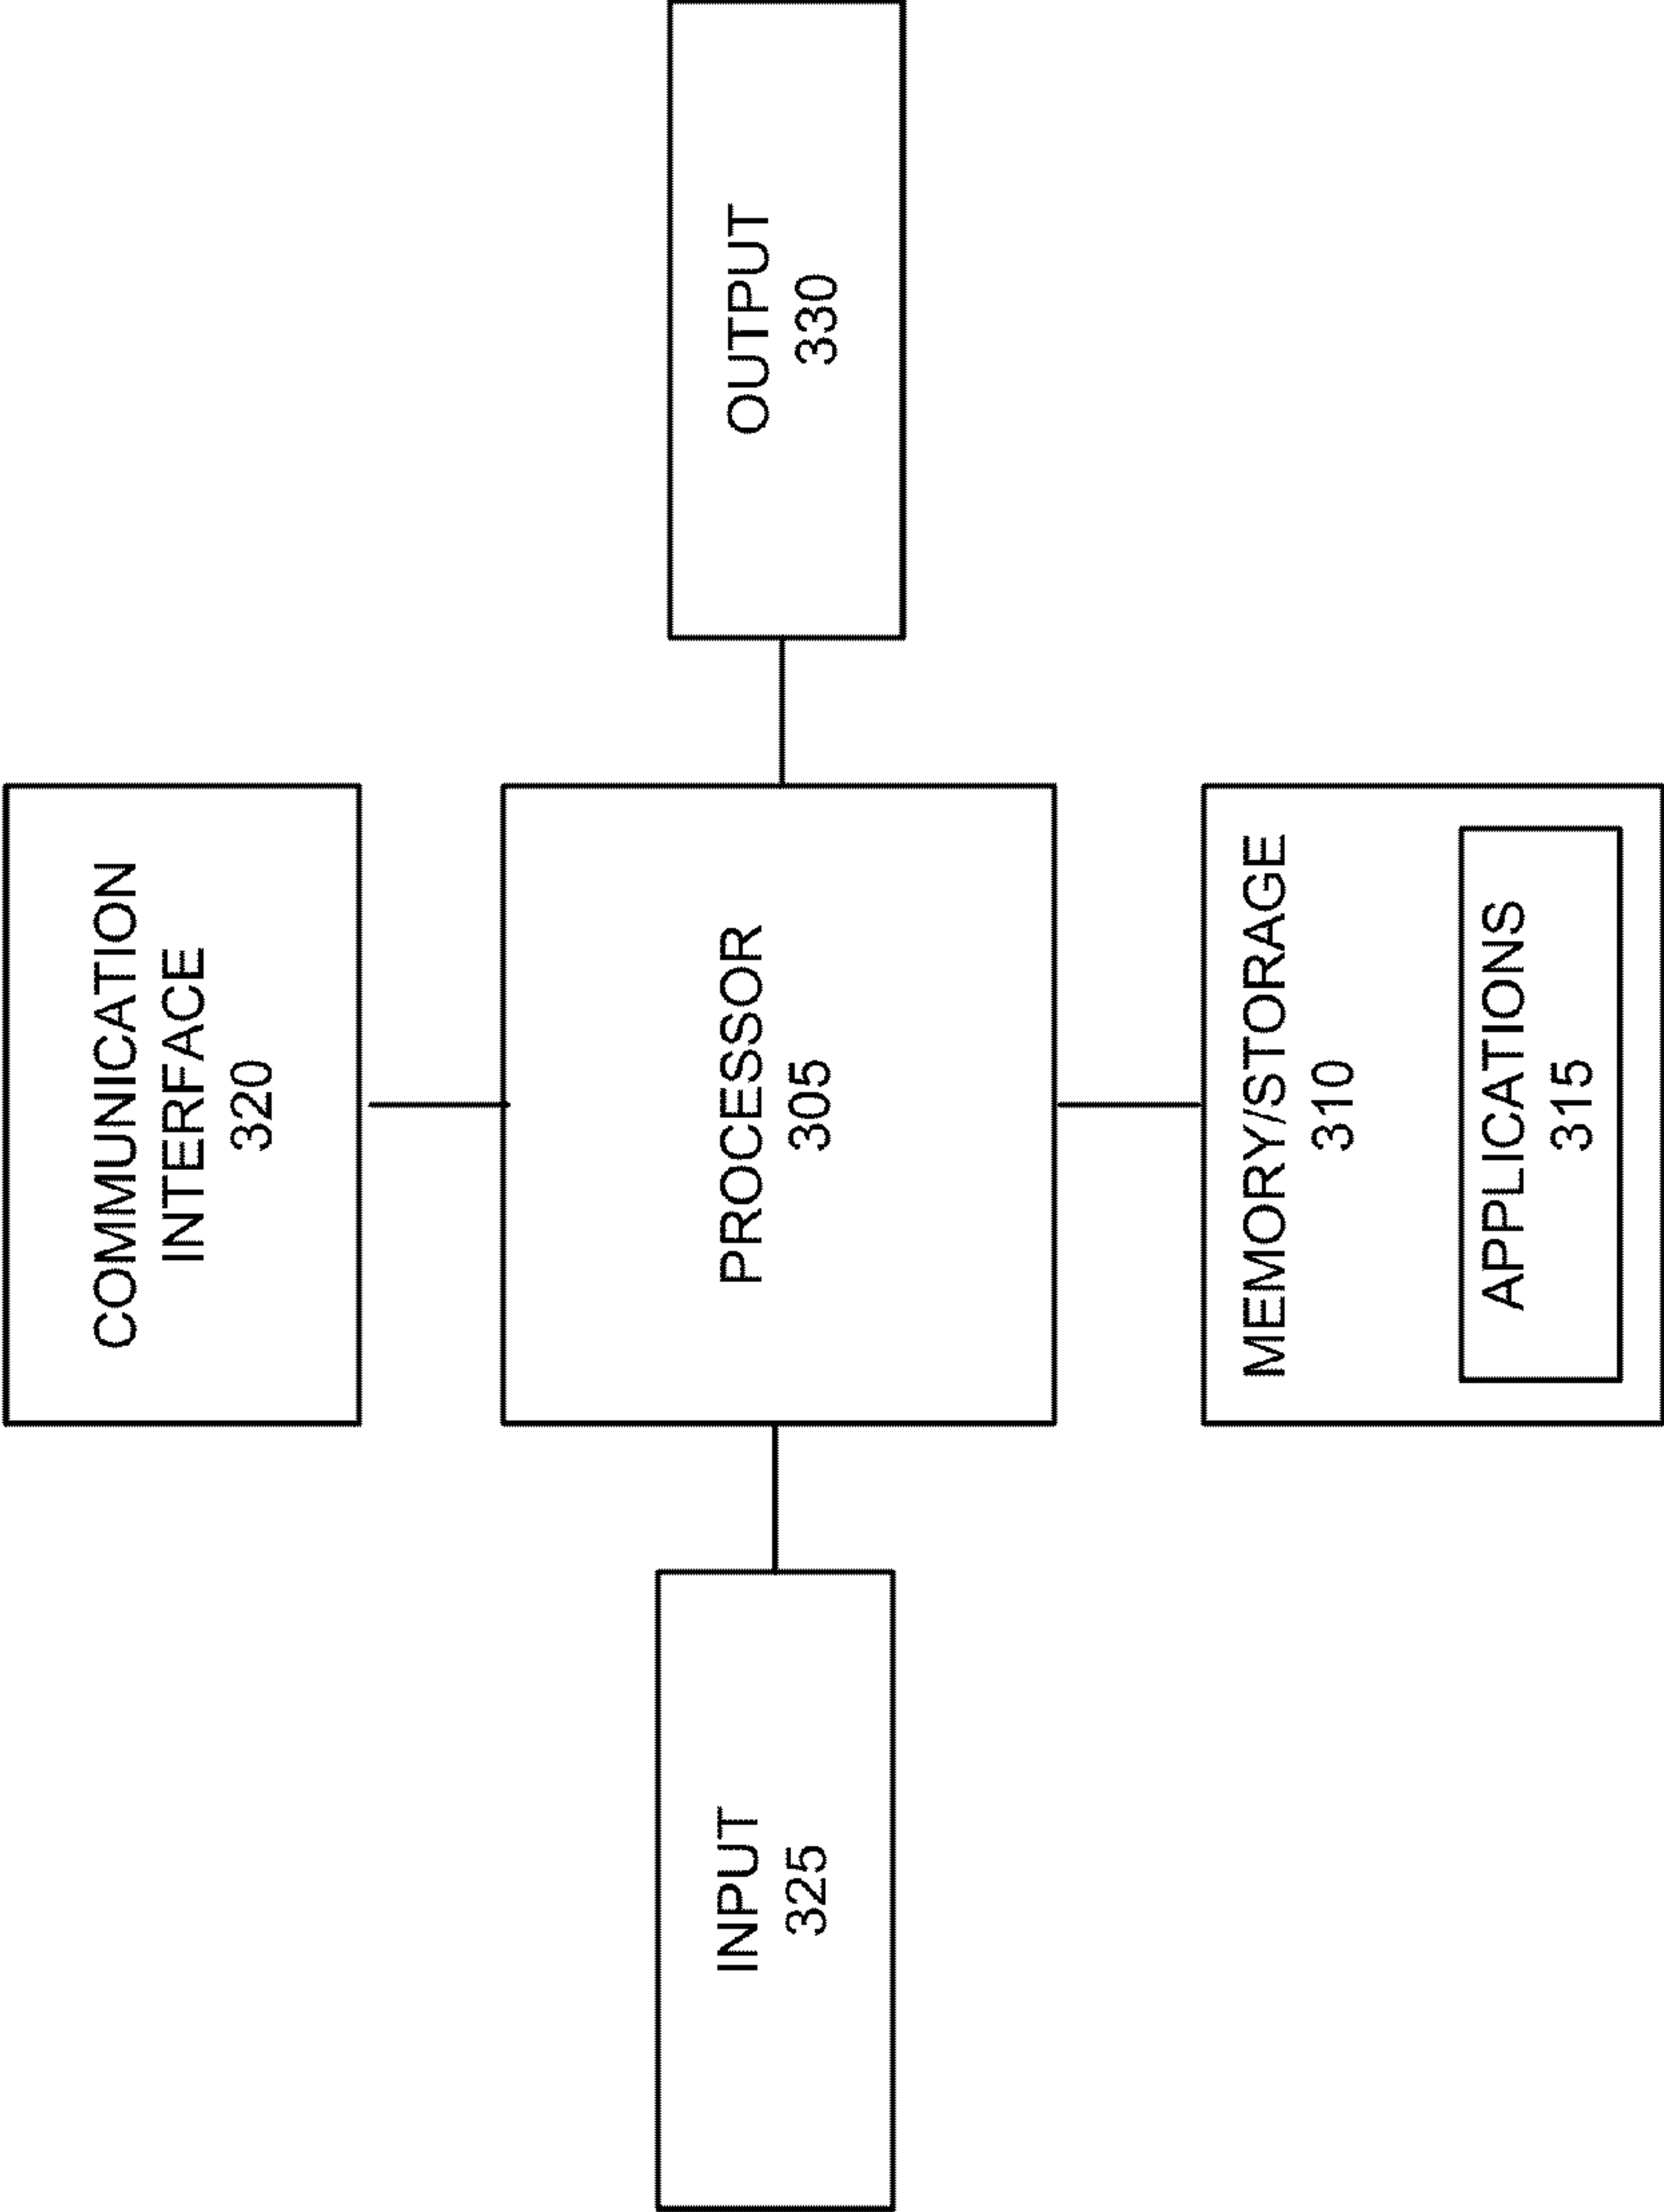 COMMUNICATION
INTERFACE
320
INPUT
325
PROCESSOR
305
OUTPUT
330
MEMORY/STORAGE
310
APPLICATIONS
315